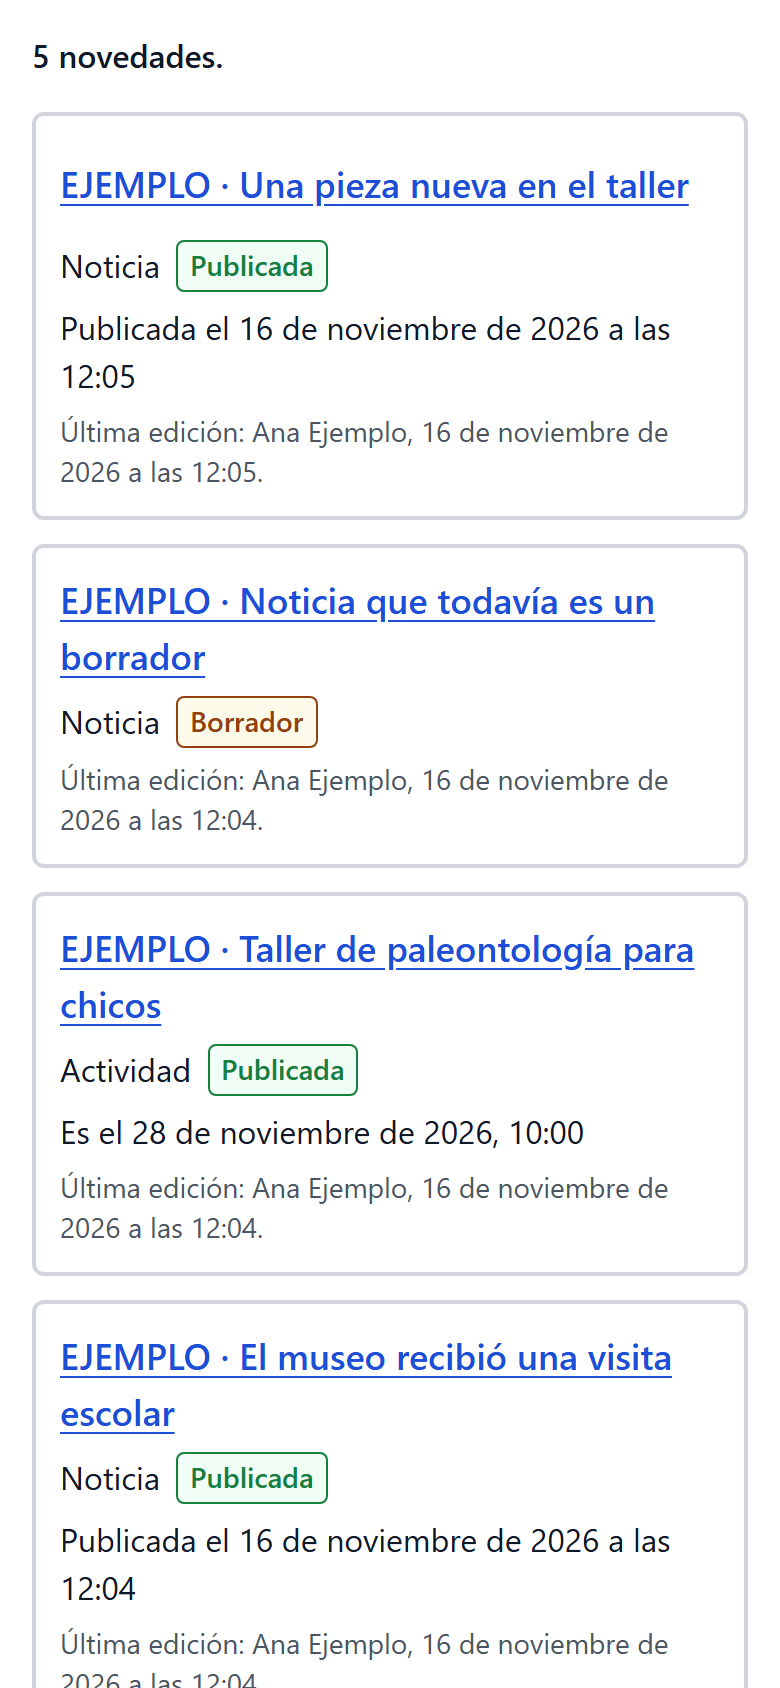 5 novedades.
EJEMPLO · Una pieza nueva en el taller
Noticia Publicada
Publicada el 16 de noviembre de 2026 a las
12:05
Última edición: Ana Ejemplo, 16 de noviembre de
2026 a las 12:05.
EJEMPLO · Noticia que todavía es un
borrador
Noticia Borrador
Última edición: Ana Ejemplo, 16 de noviembre de
2026 a las 12:04.
EJEMPLO · Taller de paleontología para
chicos
Actividad Publicada
Es el 28 de noviembre de 2026, 10:00
Última edición: Ana Ejemplo, 16 de noviembre de
2026 a las 12:04.
EJEMPLO · El museo recibió una visita
escolar
Noticia Publicada
Publicada el 16 de noviembre de 2026 a las
12:04
Última edición: Ana Ejemplo, 16 de noviembre de
2026 a las 12:04